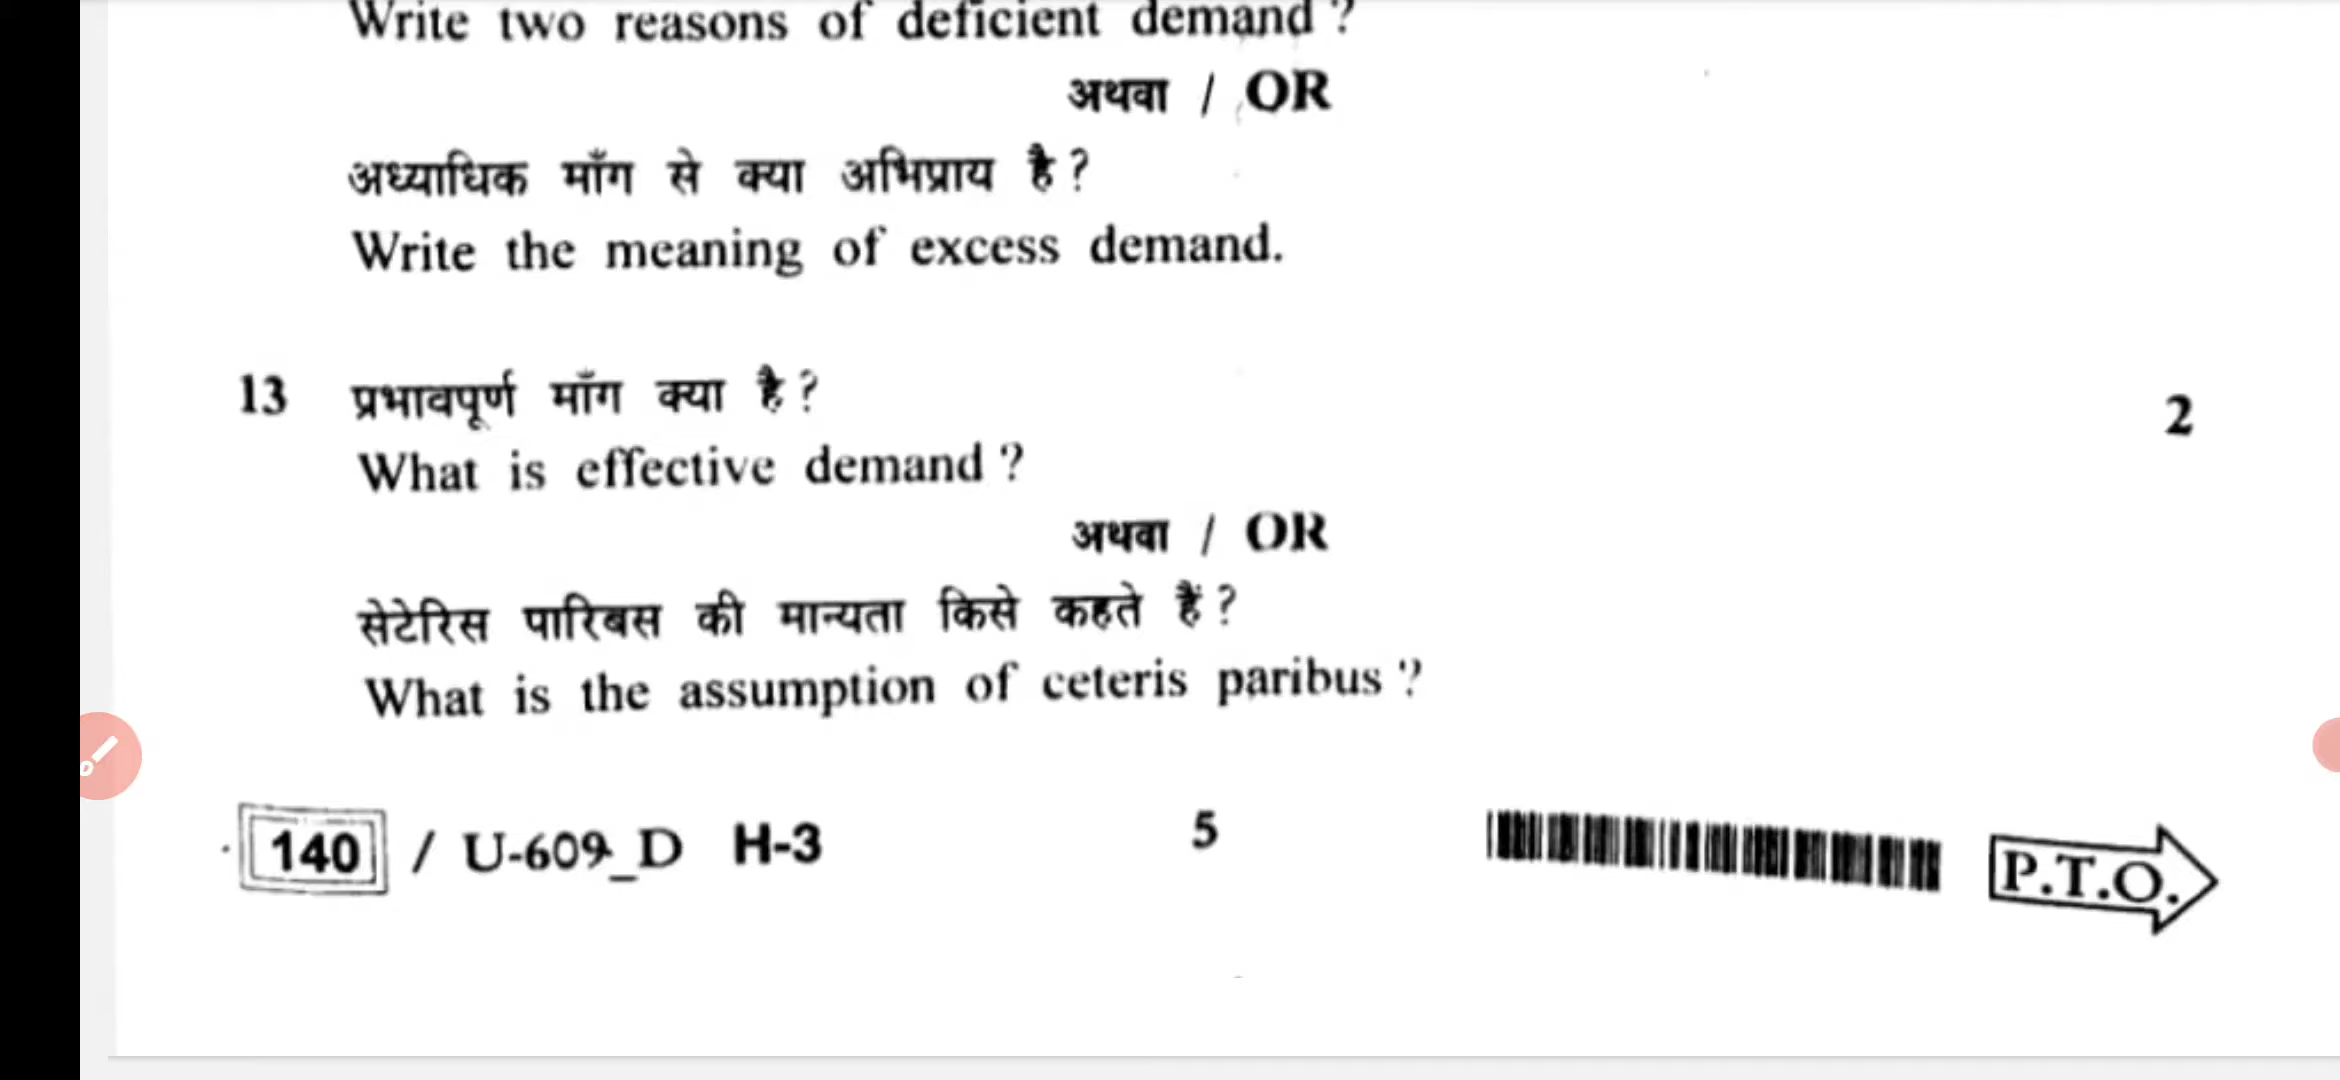 Write two reasons of deficient demand ?
अथवा / OR
अध्याधिक माँग से क्या अभिप्राय है ?
Write the meaning of excess demand.
13 प्रभावपूर्ण माँग क्या है ? 2
What is effective demand ?
अथवा / OR
सेटेरिस पारिबस की मान्यता किसे कहते हैं ?
What is the assumption of ceteris paribus ?
140 / U-609_D H-3 5 P.T.O.